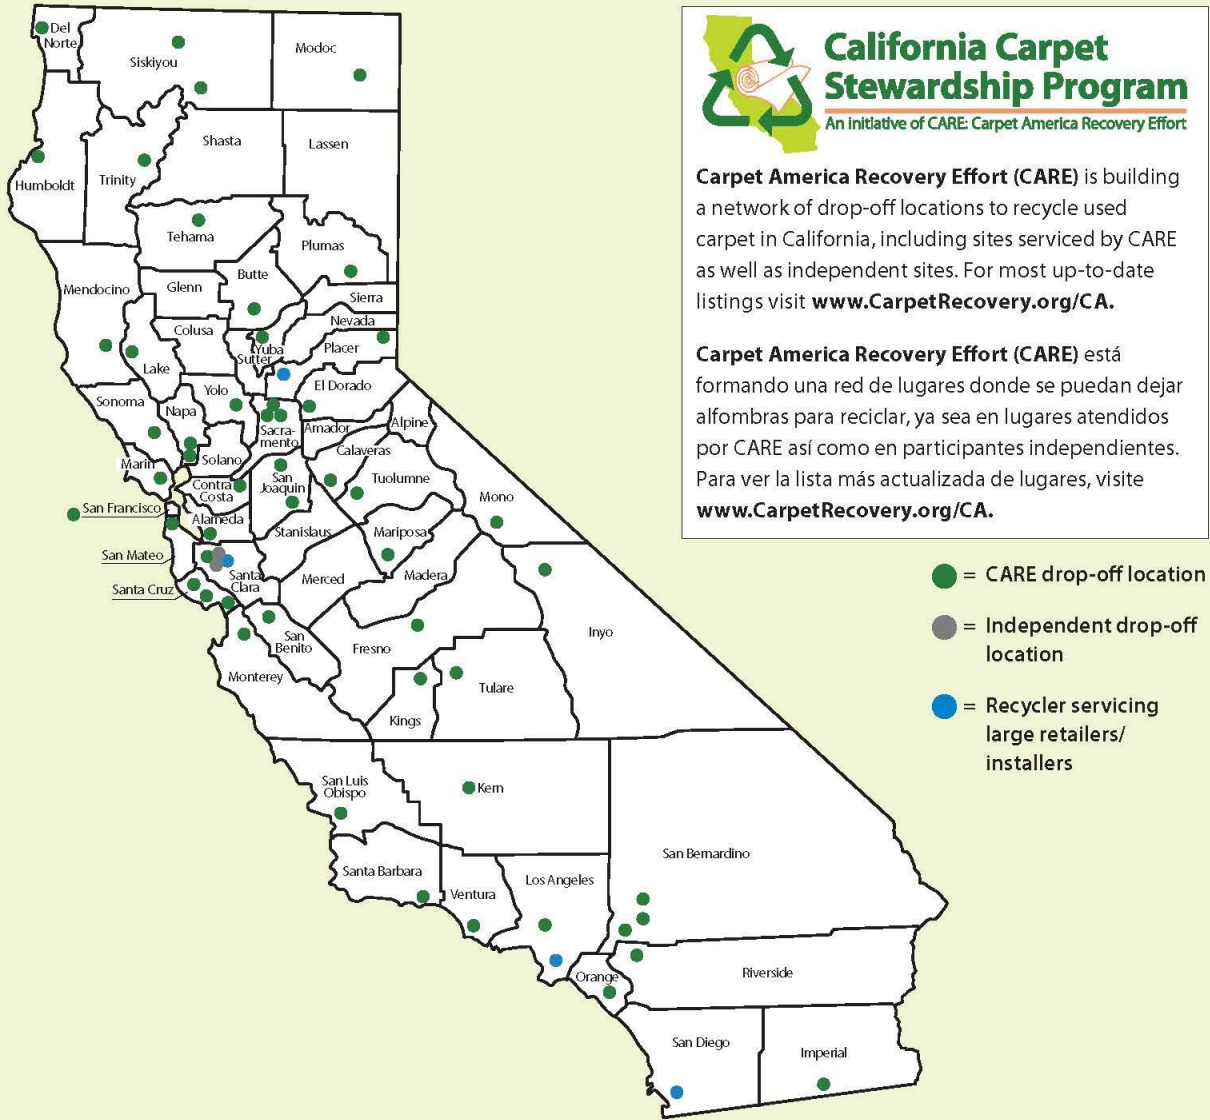 California Carpet
Stewardship Program
An initiative of CARE: Carpet America Recovery Effort
Carpet America Recovery Effort (CARE) is building
a network of drop-off locations to recycle used
carpet in California, including sites serviced by CARE
as well as independent sites. For most up-to-date
listings visit www.CarpetRecovery.org/CA.
Carpet America Recovery Effort (CARE) está
formando una red de lugares donde se puedan dejar
alfombras para reciclar, ya sea en lugares atendidos
por CARE así como en participantes independientes.
Para ver la lista más actualizada de lugares, visite
www.CarpetRecovery.org/CA.
= CARE drop-off location
= Independent drop-off
location
= Recycler servicing
large retailers/
installers
Del
Norte
Siskiyou
Modoc
Shasta
Lassen
Humboldt
Trinity
Tehama
Plumas
Butte
Mendocino
Glenn
Sierra
Colusa
Nevada
Yuba
Sutter
Placer
Lake
El Dorado
Sonoma
Yolo
Napa
Sacra-
mento
Amador
Alpine
Marin
Solano
Calaveras
Contra
Costa
San
Joaquin
Tuolumne
Mono
San Francisco
Alameda
Stanislaus
Mariposa
San Mateo
Santa
Clara
Merced
Madera
Santa Cruz
San
Benito
Fresno
Inyo
Monterey
Tulare
Kings
San Luis
Obispo
Kern
San Bernardino
Santa Barbara
Ventura
Los Angeles
Orange
Riverside
San Diego
Imperial